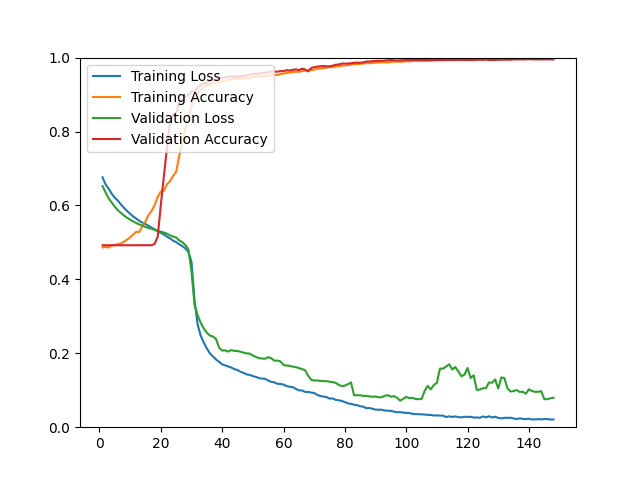 1.0
0.8
0.6
0.4
0.2
0.0
Training Loss
Training Accuracy
Validation Loss
Validation Accuracy
0 20 40 60 80 100 120 140